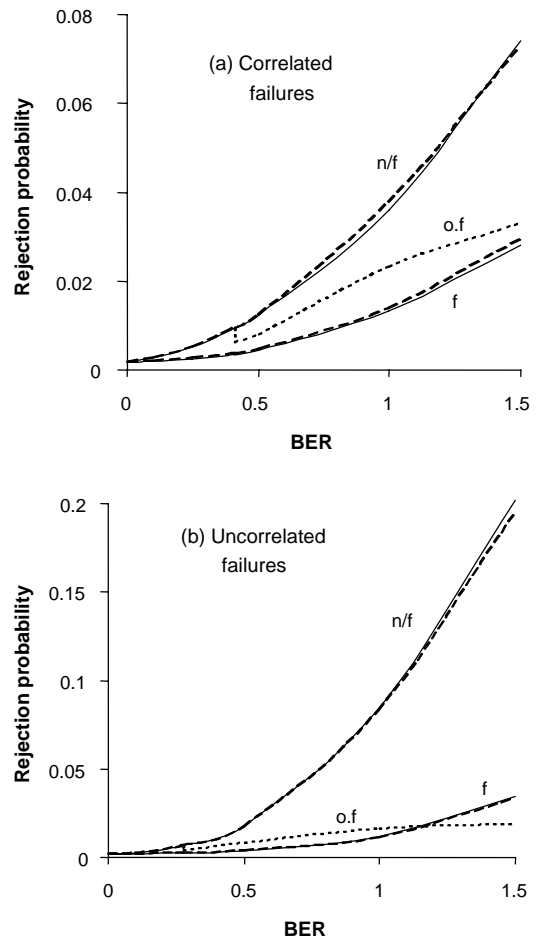 0.08
(a) Correlated
failures
0.06
n/f
Rejection probability
0.04
o.f
0.02
f
0
0 0.5 1 1.5
BER
0.2
(b) Uncorrelated
failures
0.15
n/f
Rejection probability
0.1
0.05
f
o.f
0
0 0.5 1 1.5
BER